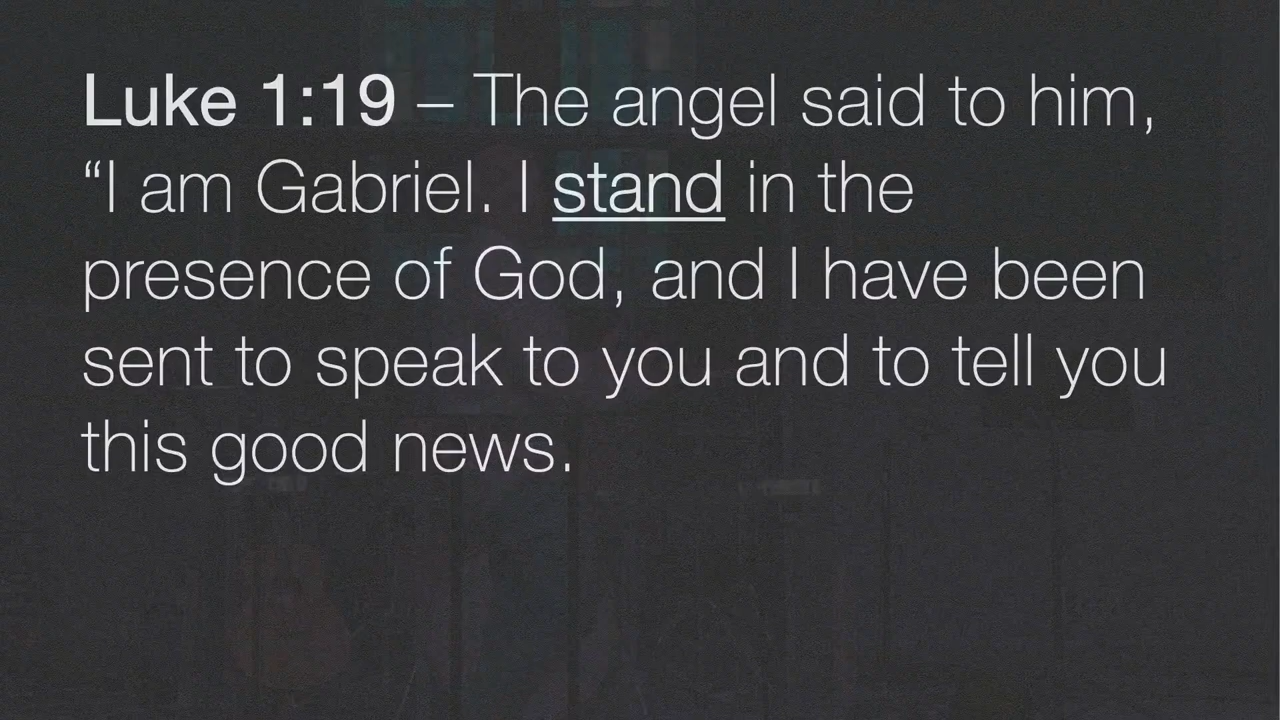 Luke 1:19 – The angel said to him,
“I am Gabriel. I stand in the
presence of God, and I have been
sent to speak to you and to tell you
this good news.